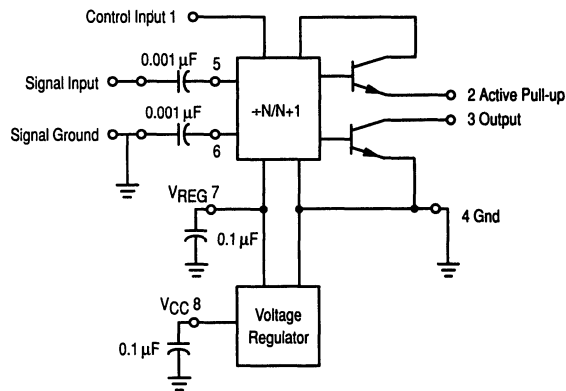 Control Input 1
0.001 μF
5
Signal Input
0.001 μF
÷N/N+1
2 Active Pull-up
3 Output
Signal Ground
6
VREG 7
4 Gnd
0.1 μF
VCC 8
Voltage
Regulator
0.1 μF